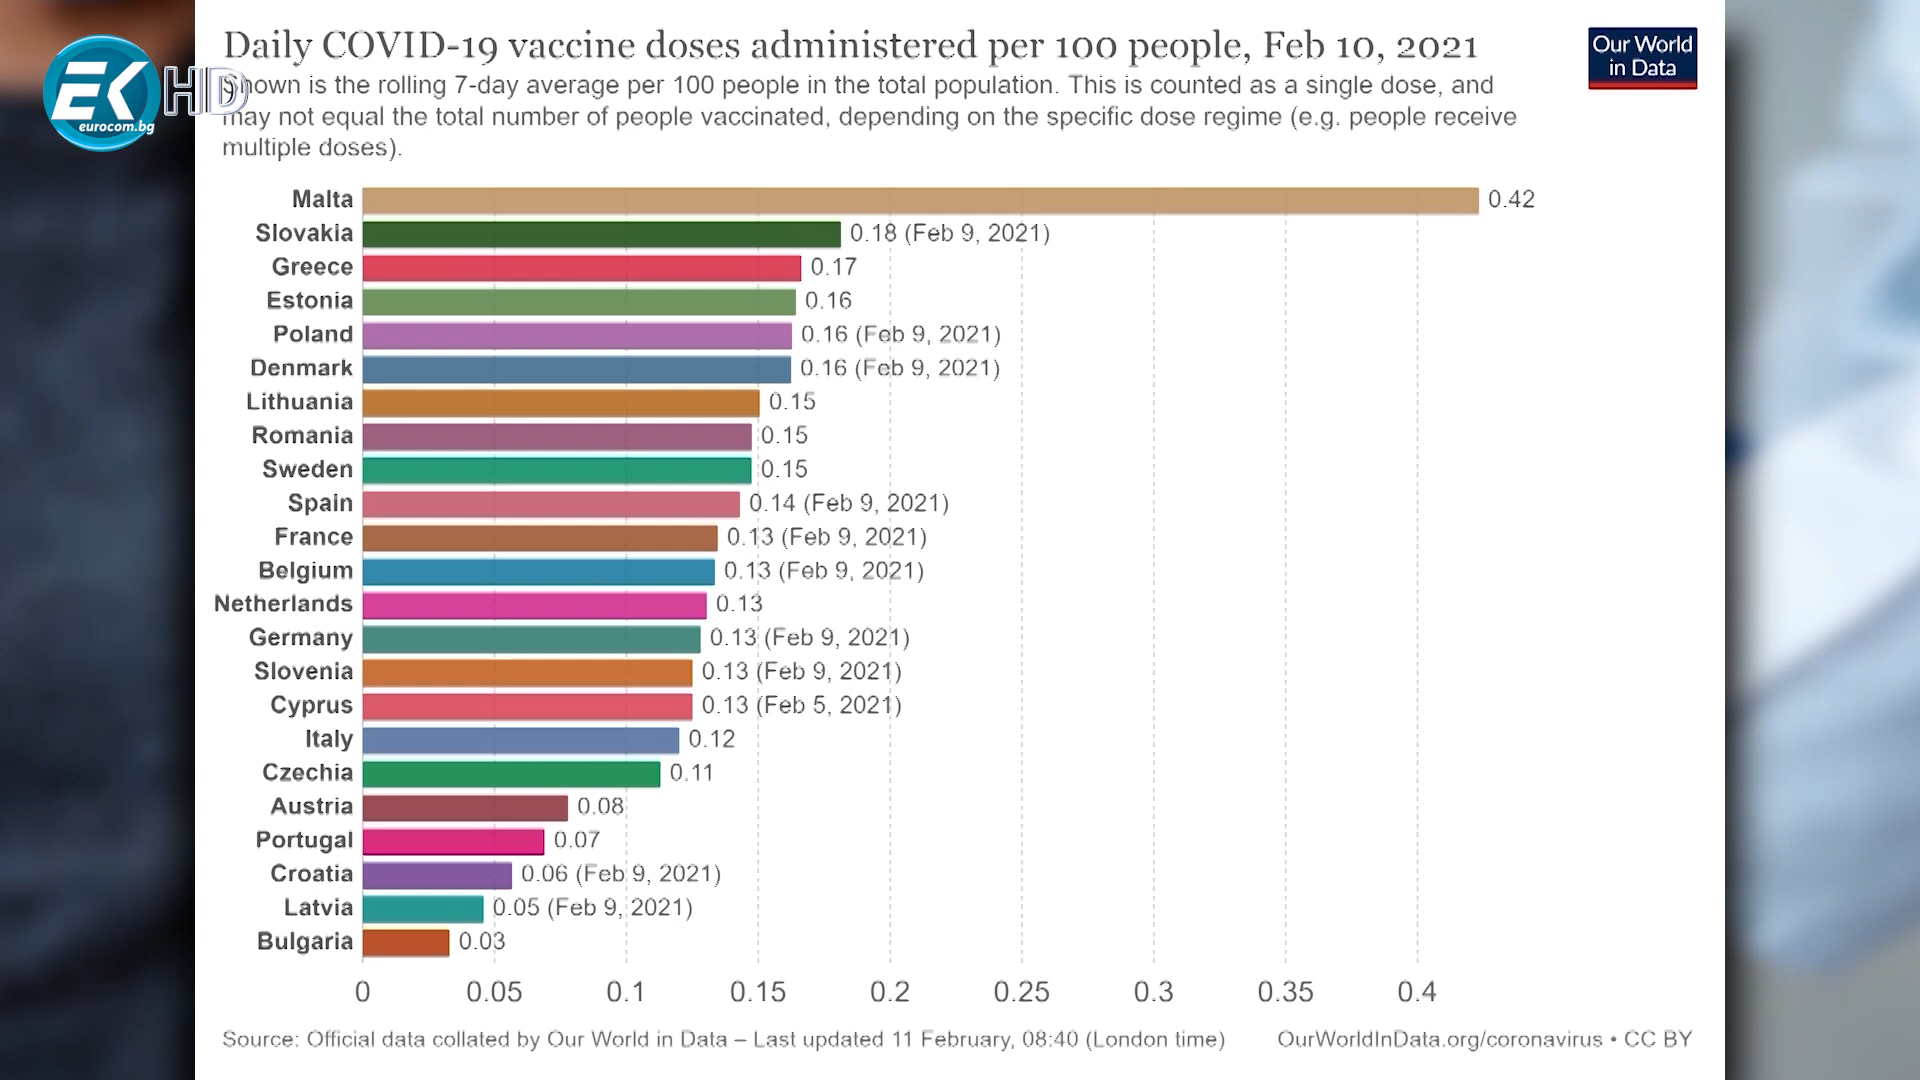 Daily COVID-19 vaccine doses administered per 100 people, Feb 10, 2021
Shown is the rolling 7-day average per 100 people in the total population. This is counted as a single dose, and
may not equal the total number of people vaccinated, depending on the specific dose regime (e.g. people receive
multiple doses).
Our World
in Data
EK HD
eurocom.bg
Malta 0.42
Slovakia 0.18 (Feb 9, 2021)
Greece 0.17
Estonia 0.16
Poland 0.16 (Feb 9, 2021)
Denmark 0.16 (Feb 9, 2021)
Lithuania 0.15
Romania 0.15
Sweden 0.15
Spain 0.14 (Feb 9, 2021)
France 0.13 (Feb 9, 2021)
Belgium 0.13 (Feb 9, 2021)
Netherlands 0.13
Germany 0.13 (Feb 9, 2021)
Slovenia 0.13 (Feb 9, 2021)
Cyprus 0.13 (Feb 5, 2021)
Italy 0.12
Czechia 0.11
Austria 0.08
Portugal 0.07
Croatia 0.06 (Feb 9, 2021)
Latvia 0.05 (Feb 9, 2021)
Bulgaria 0.03
0 0.05 0.1 0.15 0.2 0.25 0.3 0.35 0.4
Source: Official data collated by Our World in Data – Last updated 11 February, 08:40 (London time) OurWorldInData.org/coronavirus • CC BY